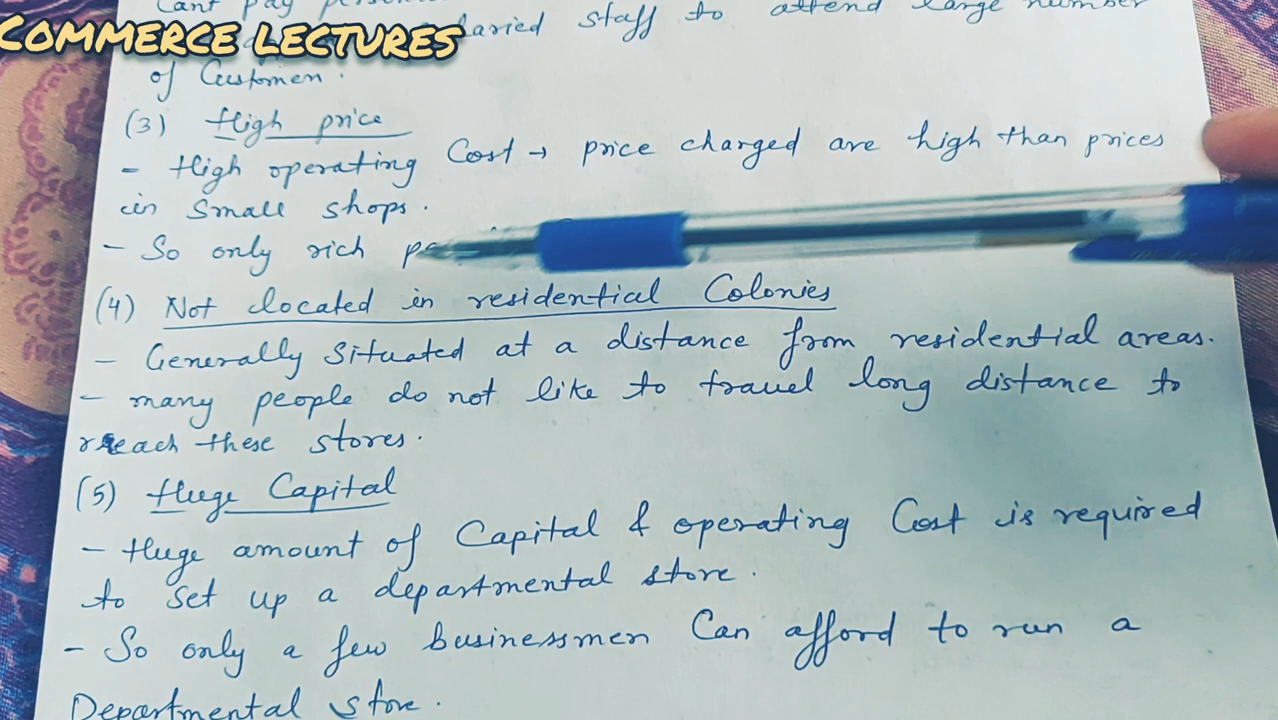 Cant pay
COMMERCE LECTURES
staff to attend large number
of Customen.
(3) High price
- High operating Cost → price charged are high than prices
in small shops.
- So only rich
(4) Not located in residential Colonies
- Generally situated at a distance from residential areas.
- many people do not like to travel long distance to
reach these stores.
(5) Huge Capital
- Huge amount of Capital & operating Cost is required
to set up a departmental store.
- So only a few businessmen Can afford to run a
Departmental store.